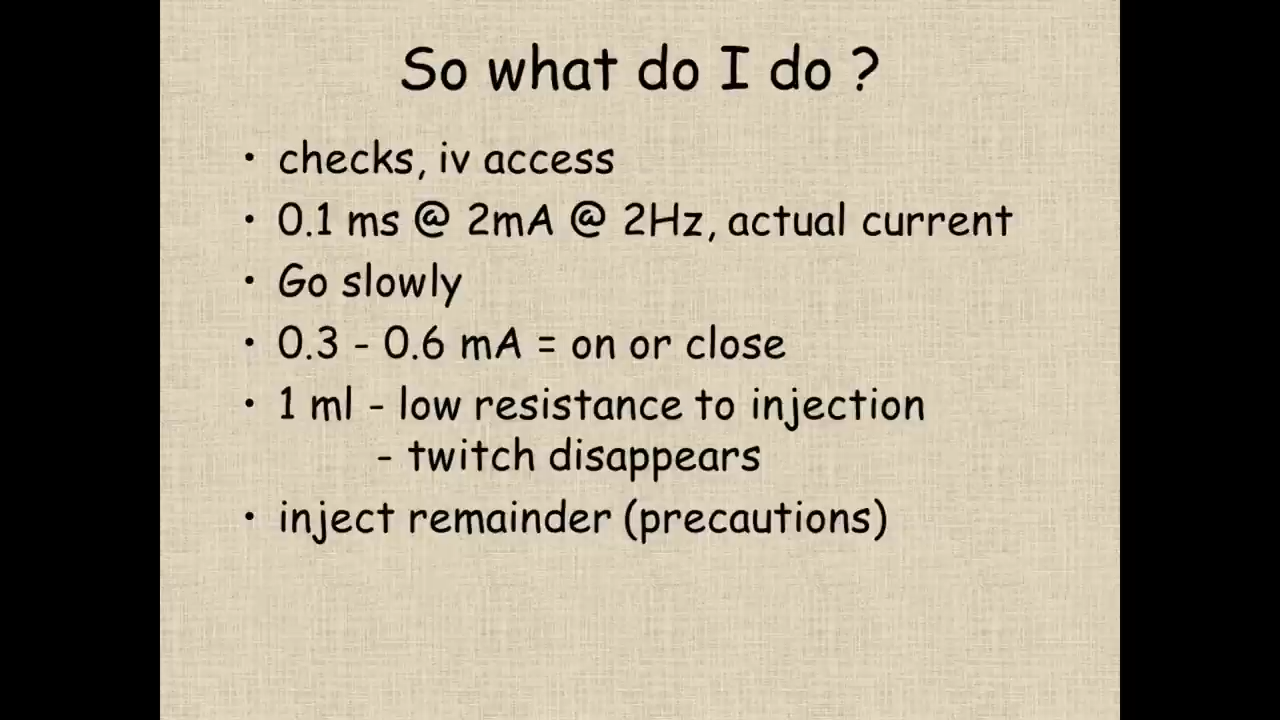 So what do I do ?
• checks, iv access
• 0.1 ms @ 2mA @ 2Hz, actual current
• Go slowly
• 0.3 - 0.6 mA = on or close
• 1 ml - low resistance to injection
- twitch disappears
• inject remainder (precautions)